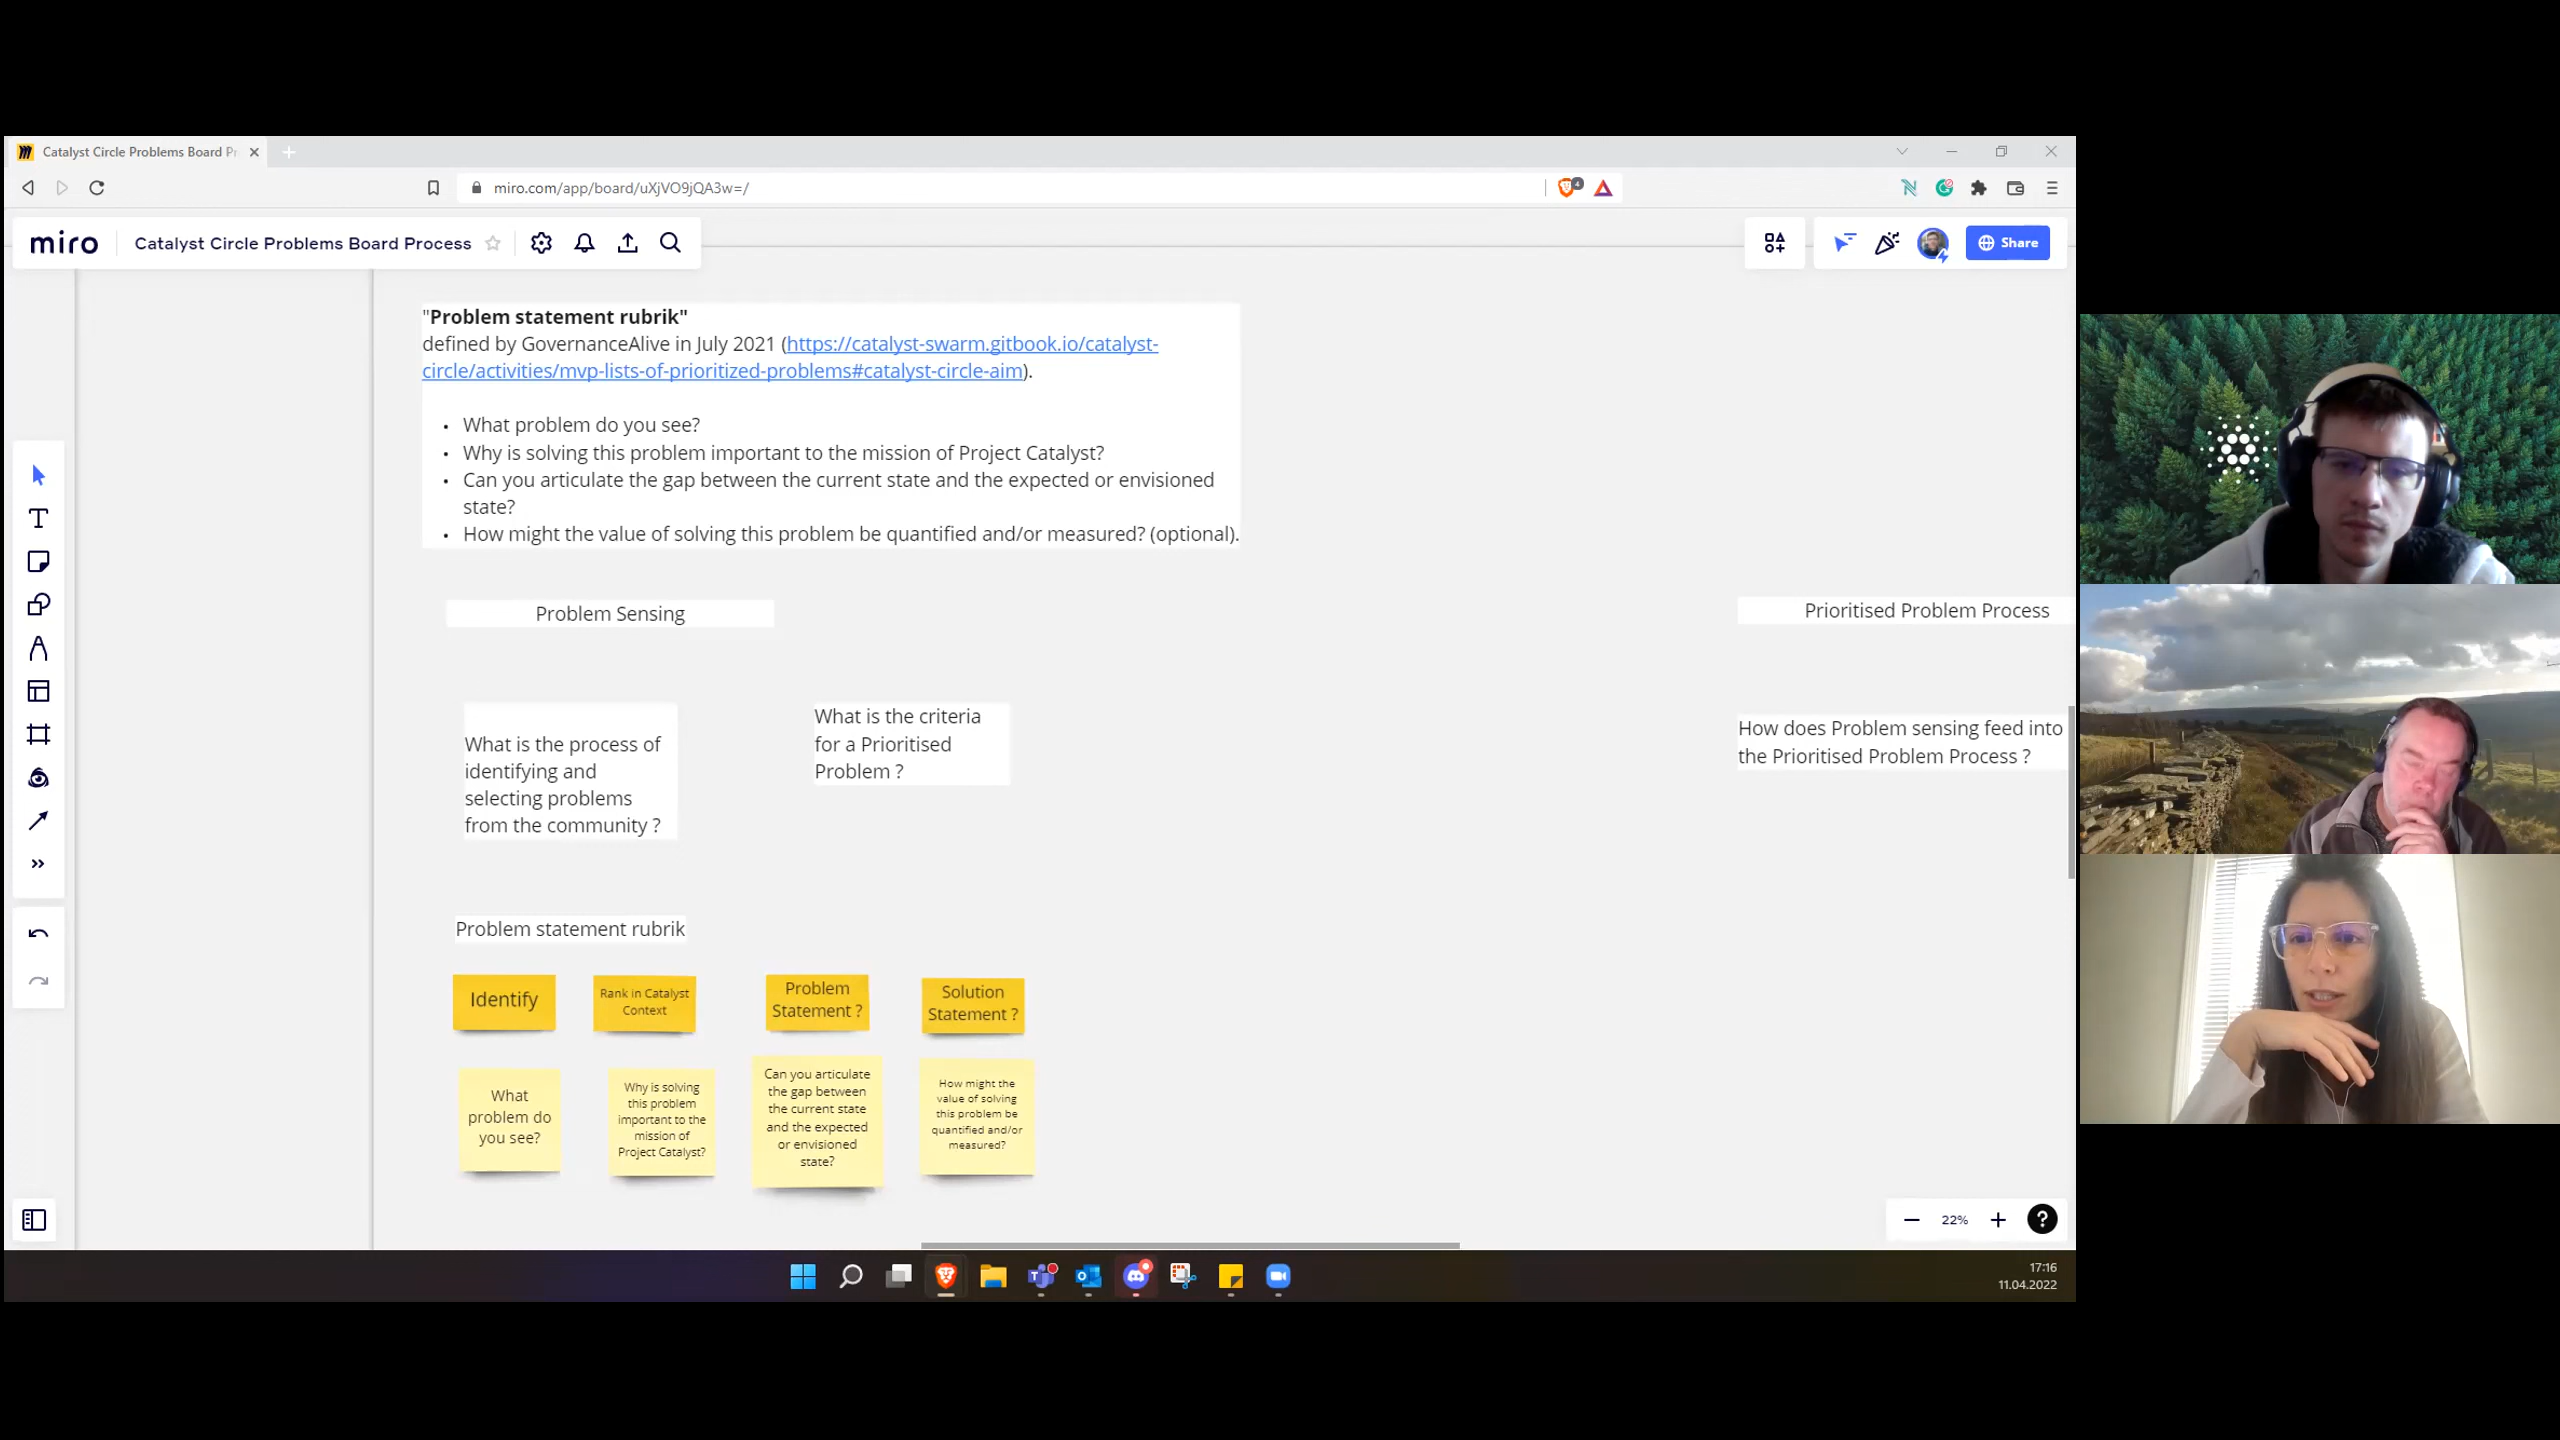 Catalyst Circle Problems Board Pr
miro.com/app/board/uXjVO9jQA3w=/
4
miro
Catalyst Circle Problems Board Process
Share
"Problem statement rubrik"
defined by GovernanceAlive in July 2021 (https://catalyst-swarm.gitbook.io/catalyst-
circle/activities/mvp-lists-of-prioritized-problems#catalyst-circle-aim).
• What problem do you see?
• Why is solving this problem important to the mission of Project Catalyst?
• Can you articulate the gap between the current state and the expected or envisioned
state?
• How might the value of solving this problem be quantified and/or measured? (optional).
Problem Sensing
Prioritised Problem Process
What is the process of
identifying and
selecting problems
from the community ?
What is the criteria
for a Prioritised
Problem ?
How does Problem sensing feed into
the Prioritised Problem Process ?
Problem statement rubrik
Identify
Rank in Catalyst
Context
Problem
Statement ?
Solution
Statement ?
What
problem do
you see?
Why is solving
this problem
important to the
mission of
Project Catalyst?
Can you articulate
the gap between
the current state
and the expected
or envisioned
state?
How might the
value of solving
this problem be
quantified and/or
measured?
22%
17:16
11.04.2022